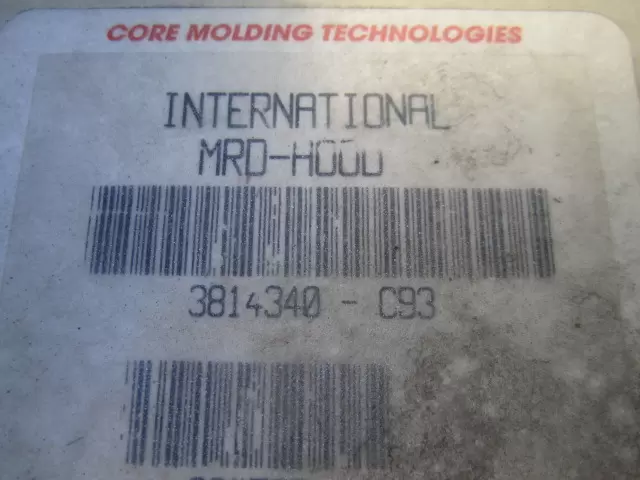 CORE MOLDING TECHNOLOGIES
INTERNATIONAL
MRD-HOOD
3814340 - C93